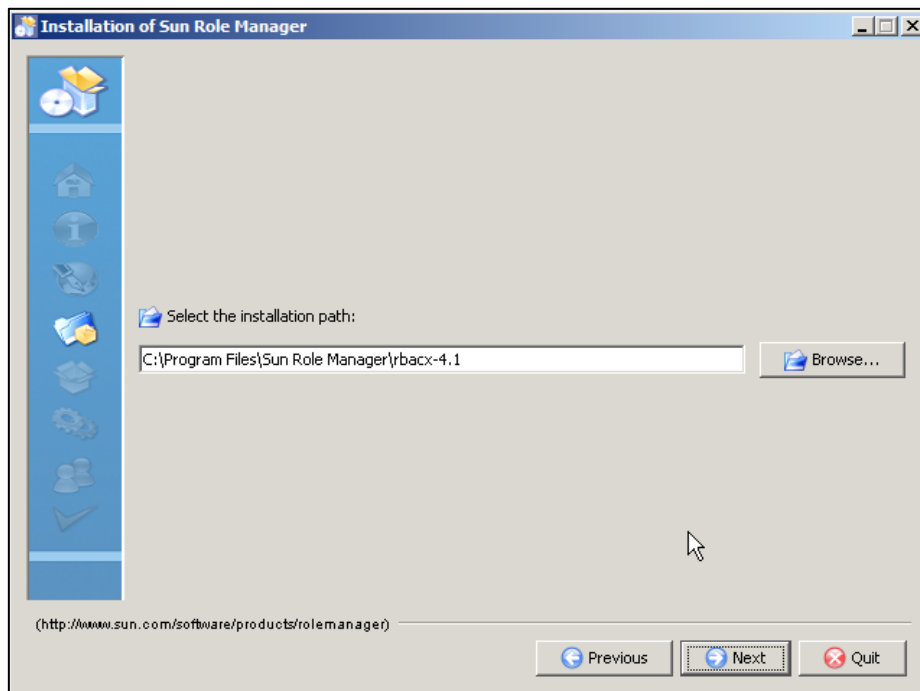 Installation of Sun Role Manager
Select the installation path:
C:\Program Files\Sun Role Manager\rbacx-4.1
Browse...
(http://www.sun.com/software/products/rolemanager)
Previous
Next
Quit